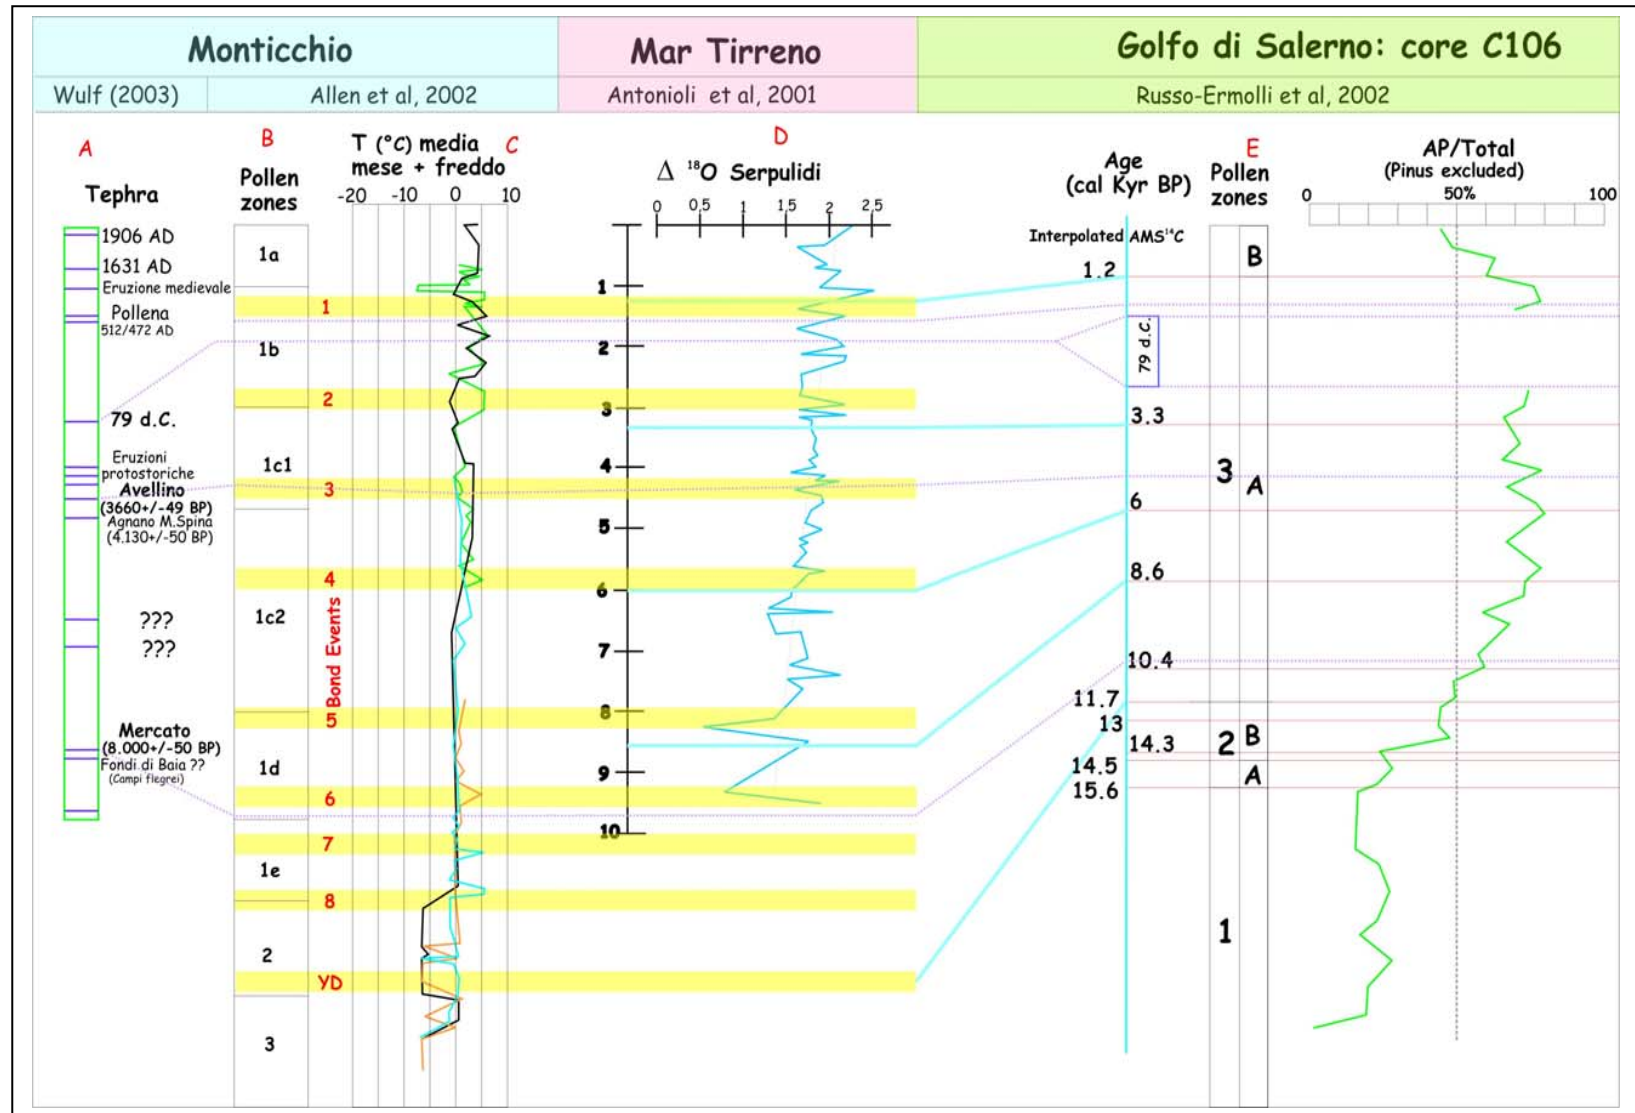 Monticchio
Mar Tirreno
Golfo di Salerno: core C106
Wulf (2003)
Allen et al, 2002
Antonioli et al, 2001
Russo-Ermolli et al, 2002
A
Tephra
1906 AD
1631 AD
Eruzione medievale
Pollena
512/472 AD
79 d.C.
Eruzioni
protostoriche
Avellino
(3660+/-49 BP)
Agnano M.Spina
(4.130+/-50 BP)
???
???
Mercato
(8.000+/-50 BP)
Fondi di Baia ??
(Campi flegrei)
B
Pollen
zones
1a
1b
1c1
1c2
1d
1e
2
3
T (°C) media
mese + freddo
C
-20 -10 0 10
1
2
3
4
Bond Events
5
6
7
8
YD
D
Δ ¹⁸O Serpulidi
0 0,5 1 1,5 2 2,5
1
2
3
4
5
6
7
8
9
10
Age
(cal Kyr BP)
Interpolated AMS¹⁴C
1.2
79 d.C.
3.3
6
8.6
10.4
11.7
13
14.3
14.5
15.6
E
Pollen
zones
B
3
A
2
B
A
1
AP/Total
(Pinus excluded)
0 50% 100